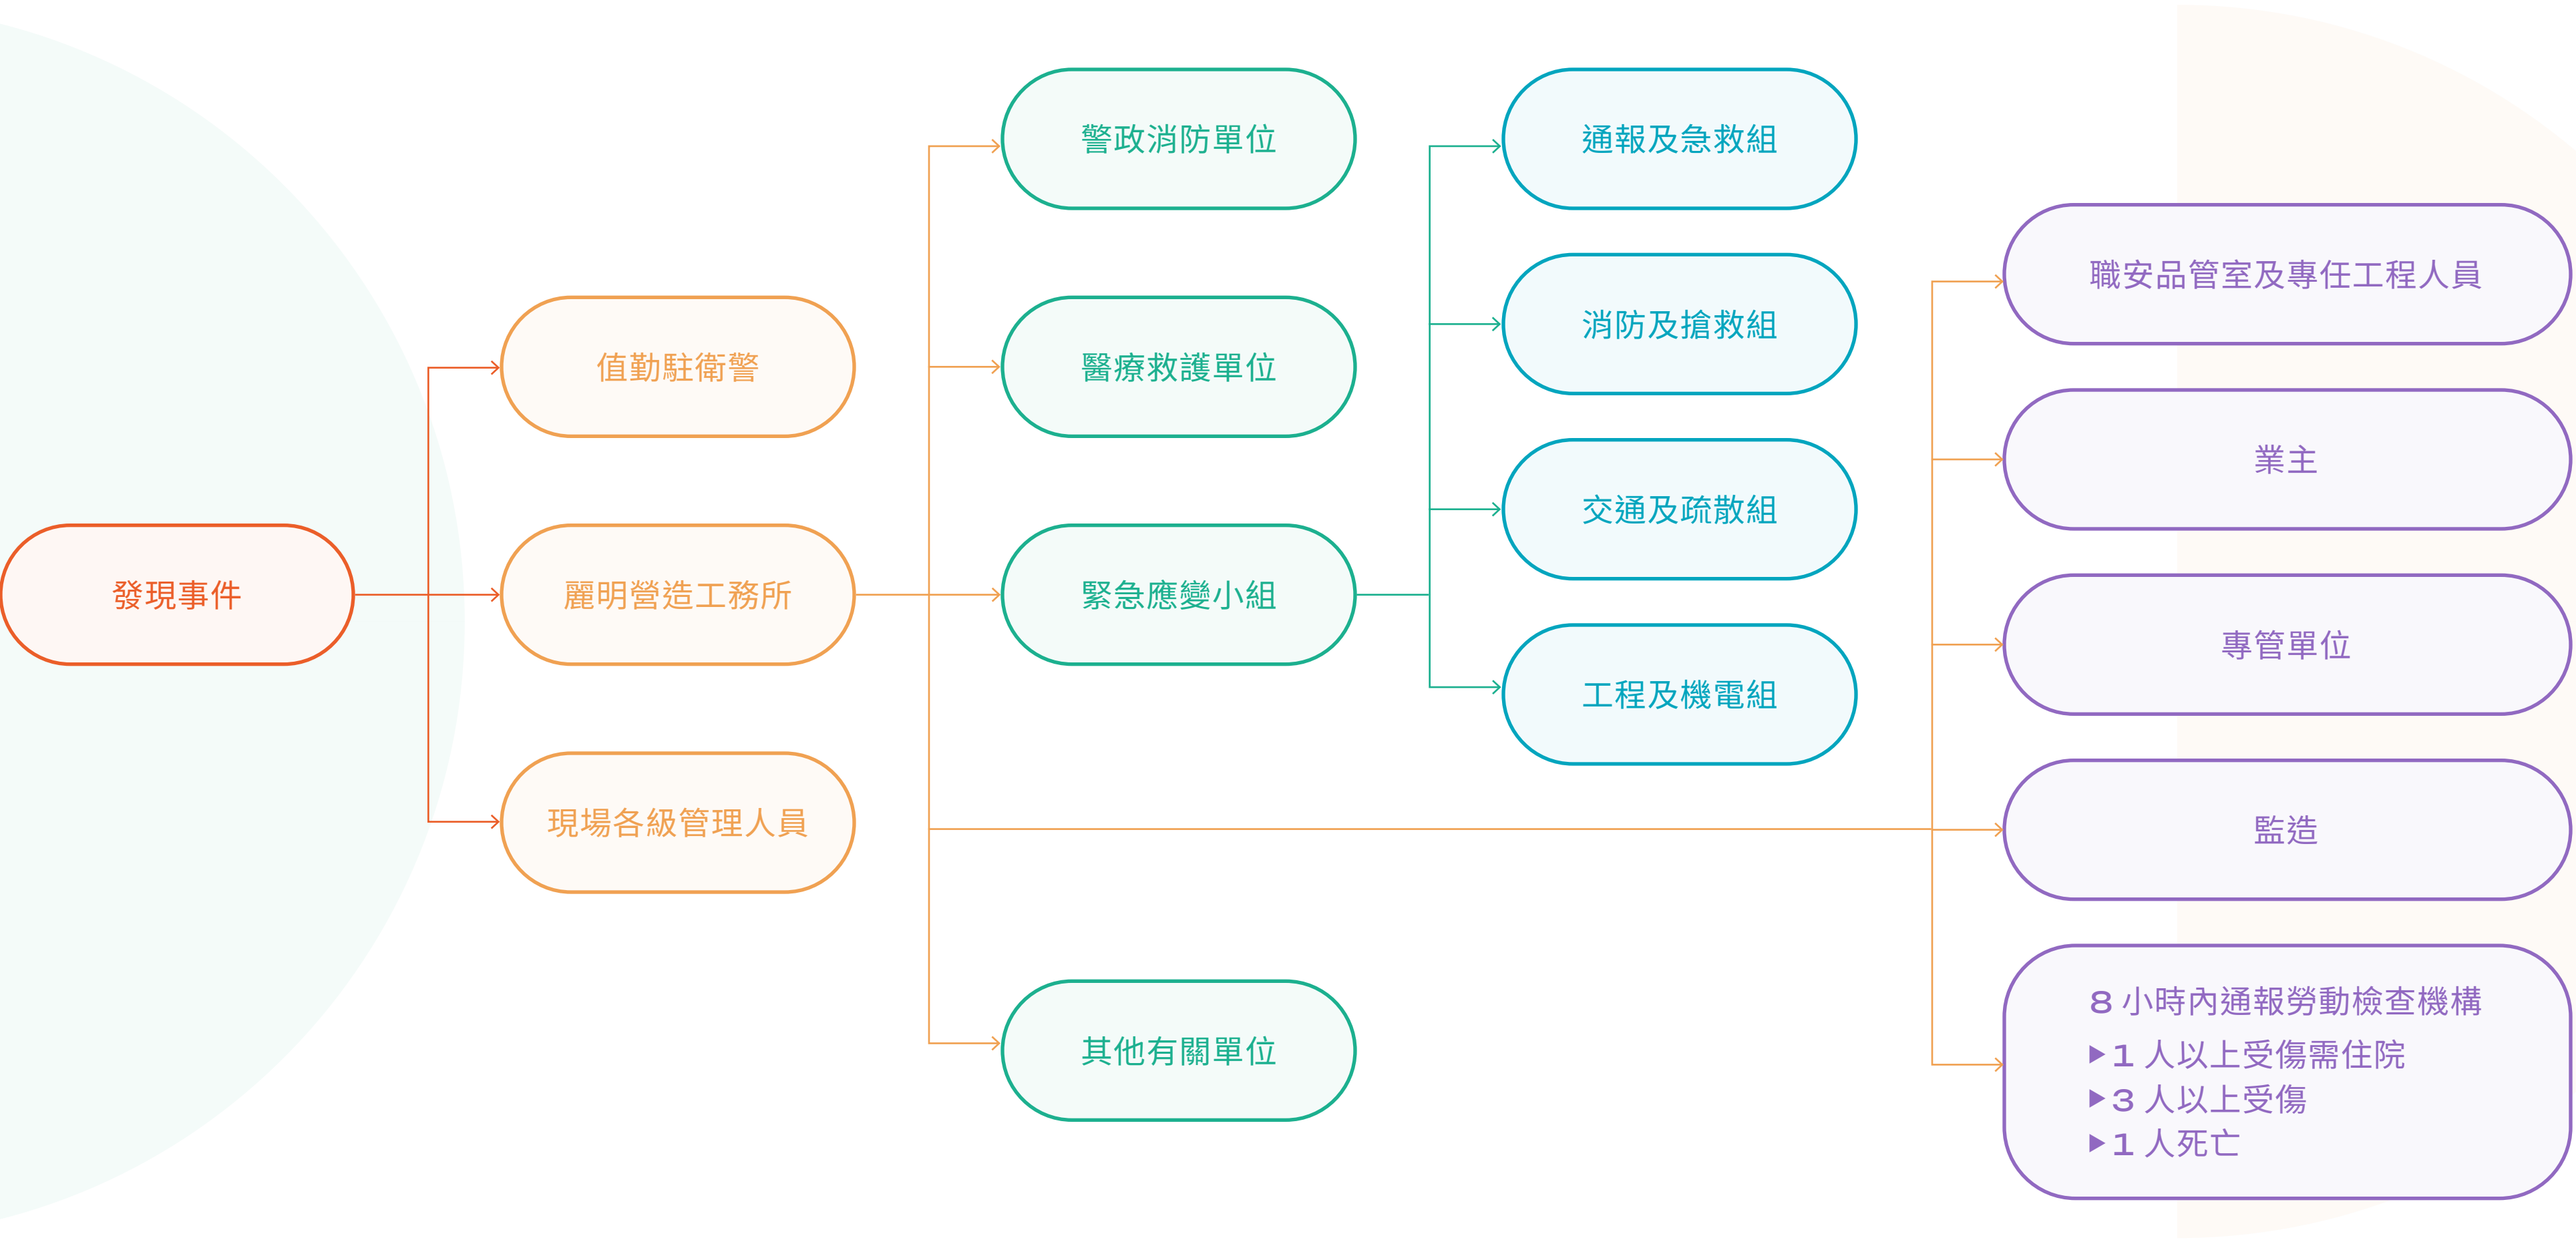 發現事件
值勤駐衛警
麗明營造工務所
現場各級管理人員
警政消防單位
醫療救護單位
緊急應變小組
其他有關單位
通報及急救組
消防及搶救組
交通及疏散組
工程及機電組
職安品管室及專任工程人員
業主
專管單位
監造
8 小時內通報勞動檢查機構
▶1 人以上受傷需住院
▶3 人以上受傷
▶1 人死亡